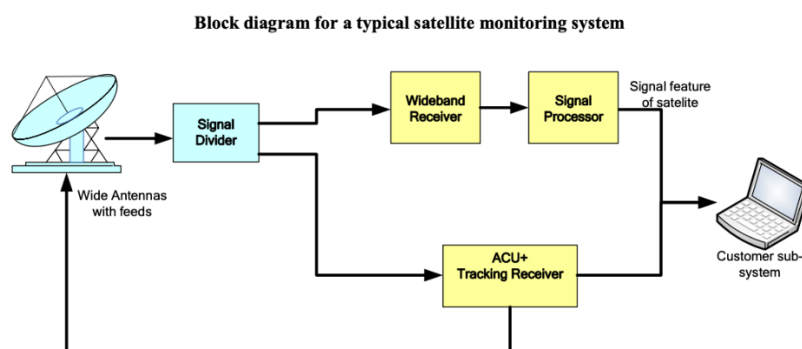 Block diagram for a typical satellite monitoring system
Signal feature
of satelite
Wideband
Receiver
Signal
Processor
Signal
Divider
Wide Antennas
with feeds
ACU+
Tracking Receiver
Customer sub-
system